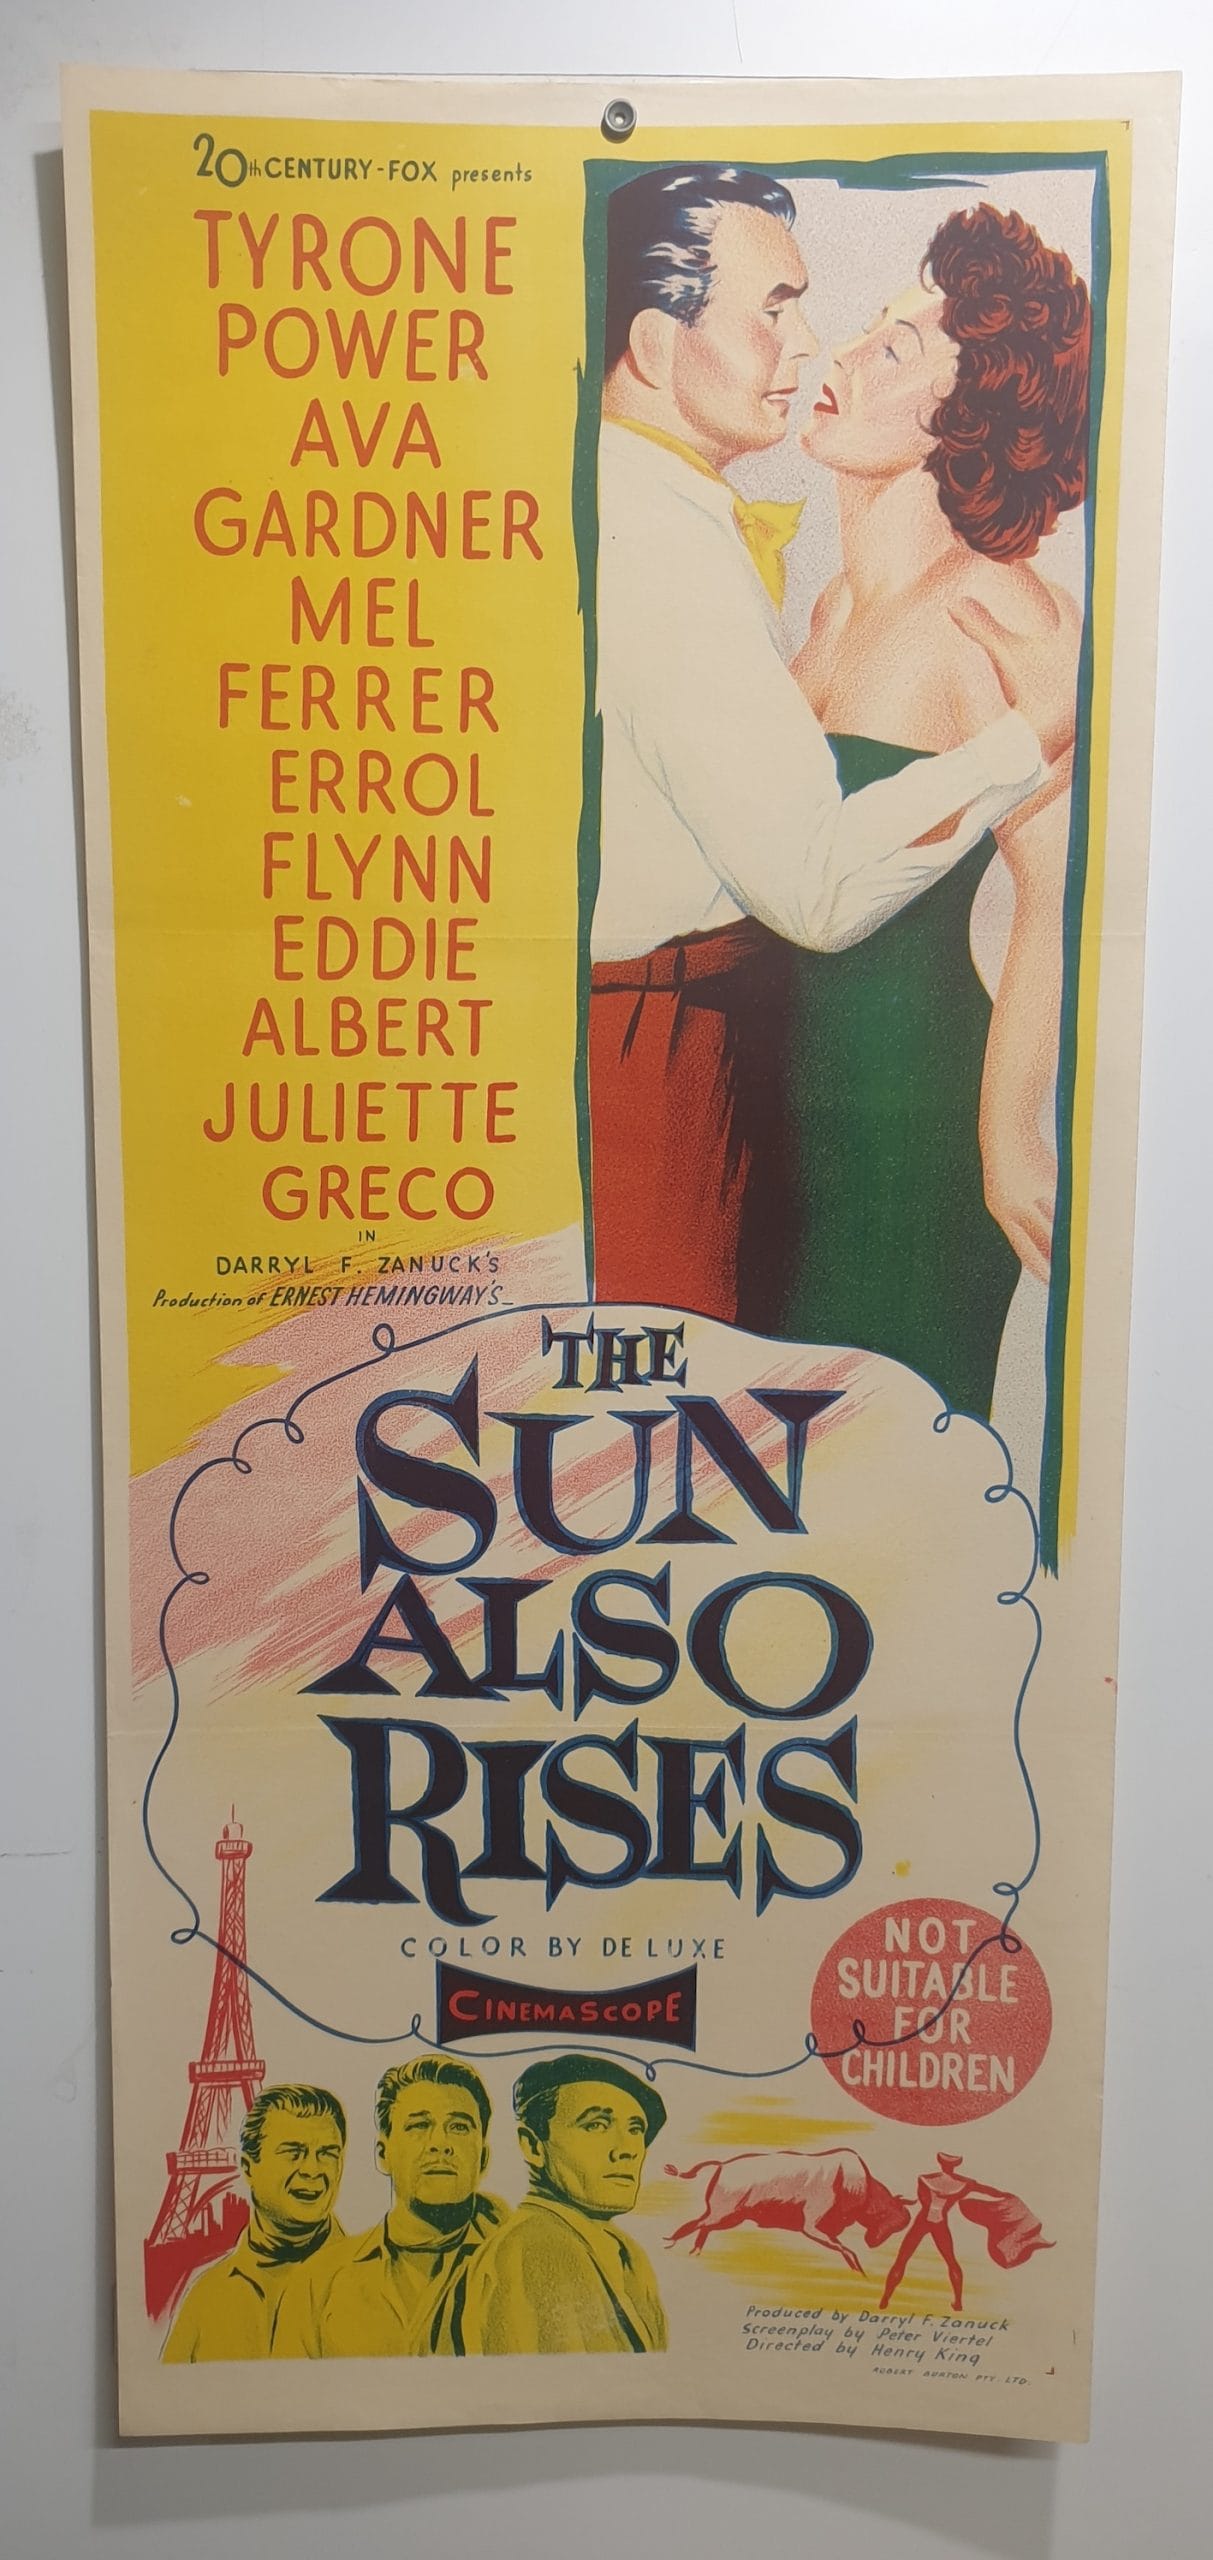 20th CENTURY-FOX presents
TYRONE
POWER
AVA
GARDNER
MEL
FERRER
ERROL
FLYNN
EDDIE
ALBERT
JULIETTE
GRECO
IN
DARRYL F. ZANUCK'S
Production of ERNEST HEMINGWAY'S_
THE
SUN
ALSO
RISES
COLOR BY DE LUXE
CINEMASCOPE
NOT
SUITABLE
FOR
CHILDREN
Produced by Darryl F. Zanuck
Screenplay by Peter Viertel
Directed by Henry King
ROBERT BURTON PTY. LTD.